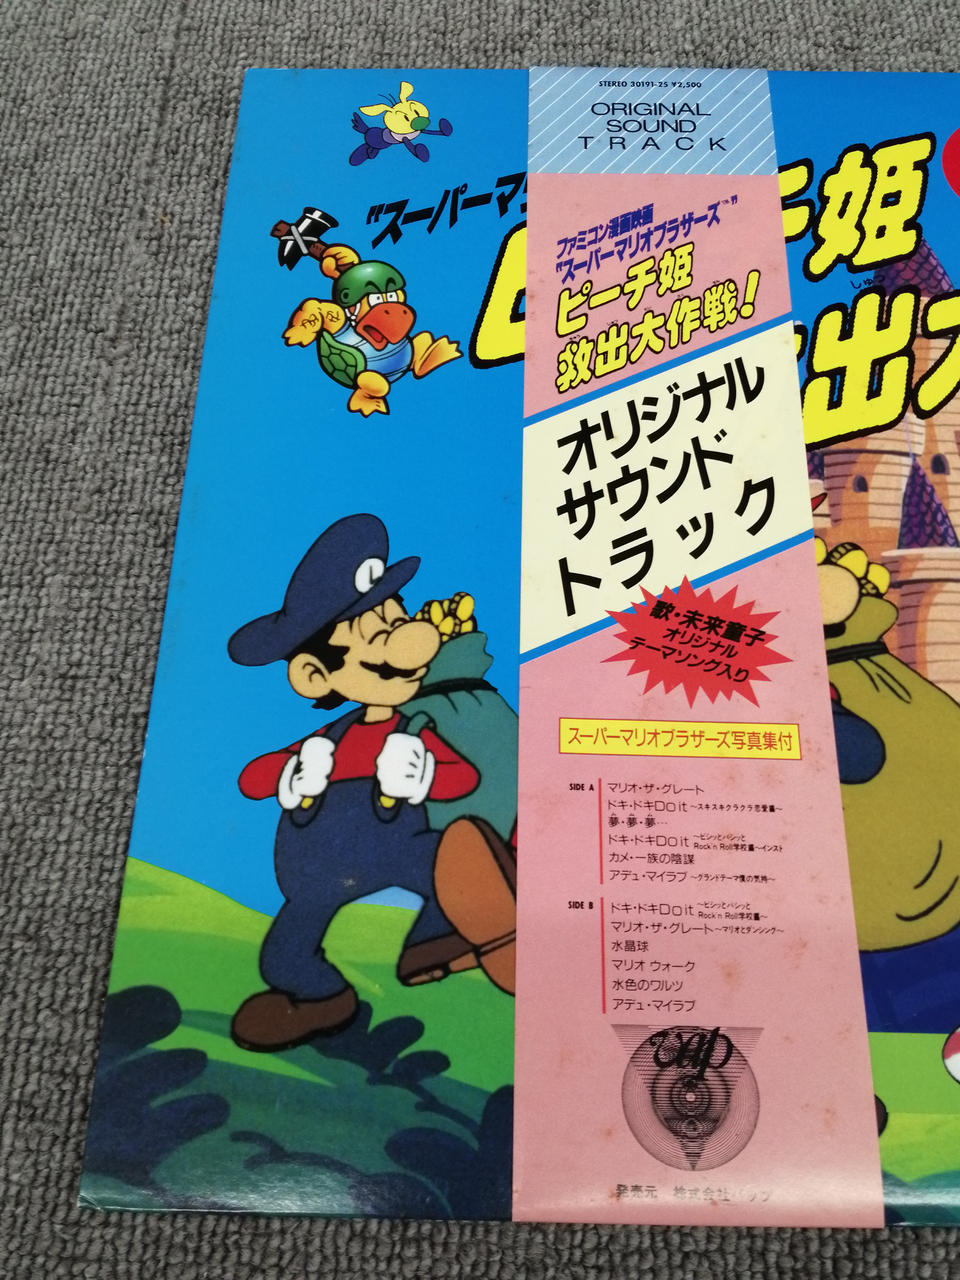 STEREO 30191-25 ¥2,500
ORIGINAL
SOUND
TRACK
"スーパーマ
ファミコン漫画映画
"スーパーマリオブラザーズ"
ピーチ姫
救出大作戦!
姫
しゅつ
出
オリジナル
サウンド
トラック
歌・未来童子
オリジナル
テーマソング入り
スーパーマリオブラザーズ写真集付
SIDE A
マリオ・ザ・グレート
ドキ・ドキDo it 〜スキスキクラクラ恋愛篇〜
夢・夢・夢…
ドキ・ドキDo it 〜ビシッとバシッと Rock'n Roll学校篇〜インスト
カメ・一族の陰謀
アデュ・マイラブ 〜グランドテーマ僕の気持〜
SIDE B
ドキ・ドキDo it 〜ビシッとバシッと Rock'n Roll学校篇〜
マリオ・ザ・グレート〜マリオとダンシング〜
水晶球
マリオ ウォーク
水色のワルツ
アデュ・マイラブ
vap
発売元 株式会社バップ
L